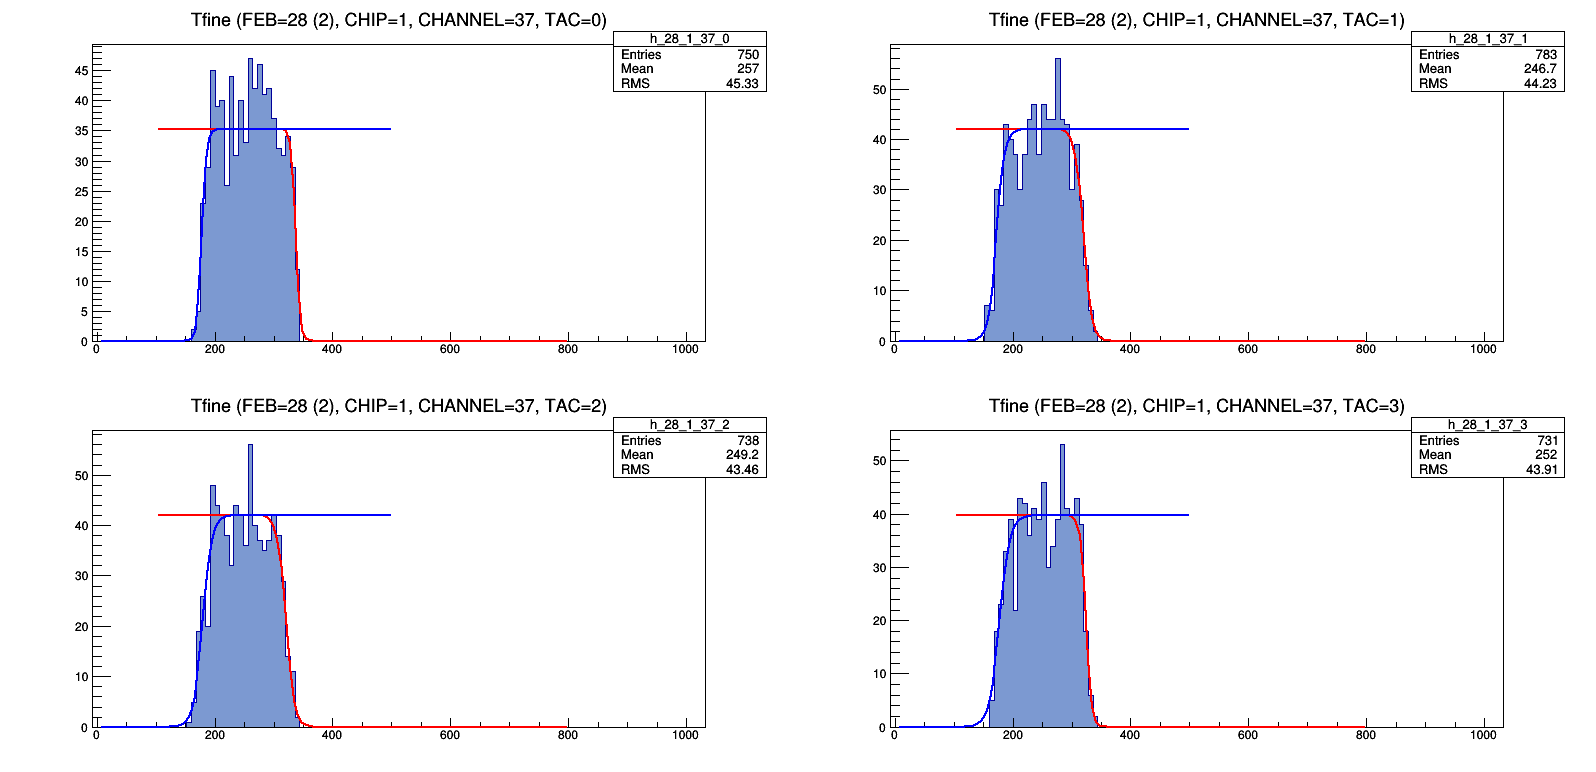 Tfine (FEB=28 (2), CHIP=1, CHANNEL=37, TAC=0)
h_28_1_37_0
Entries 750
Mean 257
RMS 45.33
45
40
35
30
25
20
15
10
5
0
0 200 400 600 800 1000
Tfine (FEB=28 (2), CHIP=1, CHANNEL=37, TAC=1)
h_28_1_37_1
Entries 783
Mean 246.7
RMS 44.23
50
40
30
20
10
0
0 200 400 600 800 1000
Tfine (FEB=28 (2), CHIP=1, CHANNEL=37, TAC=2)
h_28_1_37_2
Entries 738
Mean 249.2
RMS 43.46
50
40
30
20
10
0
0 200 400 600 800 1000
Tfine (FEB=28 (2), CHIP=1, CHANNEL=37, TAC=3)
h_28_1_37_3
Entries 731
Mean 252
RMS 43.91
50
40
30
20
10
0
0 200 400 600 800 1000